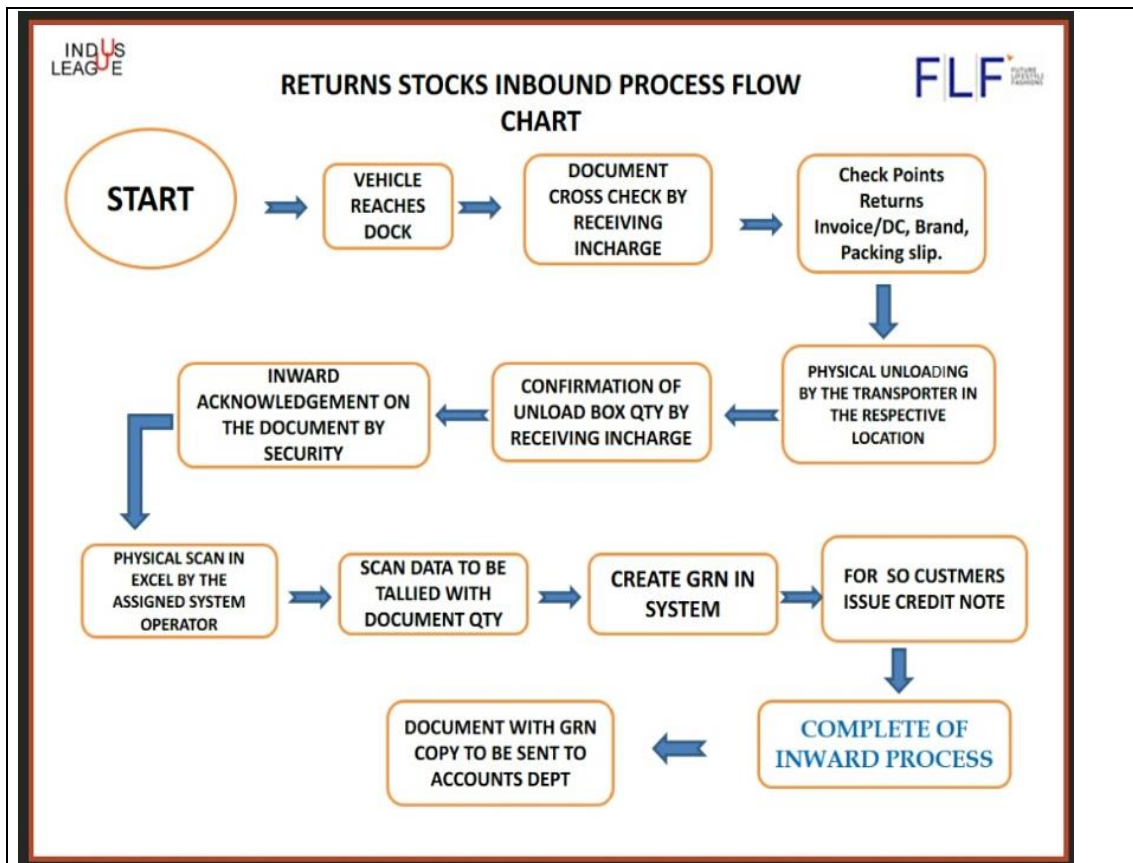 INDUS
LEAGUE
FLF
FUTURE
LIFESTYLE
FASHIONS
RETURNS STOCKS INBOUND PROCESS FLOW
CHART
START
VEHICLE
REACHES
DOCK
DOCUMENT
CROSS CHECK BY
RECEIVING
INCHARGE
Check Points
Returns
Invoice/DC, Brand,
Packing slip.
PHYSICAL UNLOADING
BY THE TRANSPORTER IN
THE RESPECTIVE
LOCATION
CONFIRMATION OF
UNLOAD BOX QTY BY
RECEIVING INCHARGE
INWARD
ACKNOWLEDGEMENT ON
THE DOCUMENT BY
SECURITY
PHYSICAL SCAN IN
EXCEL BY THE
ASSIGNED SYSTEM
OPERATOR
SCAN DATA TO BE
TALLIED WITH
DOCUMENT QTY
CREATE GRN IN
SYSTEM
FOR SO CUSTMERS
ISSUE CREDIT NOTE
COMPLETE OF
INWARD PROCESS
DOCUMENT WITH GRN
COPY TO BE SENT TO
ACCOUNTS DEPT